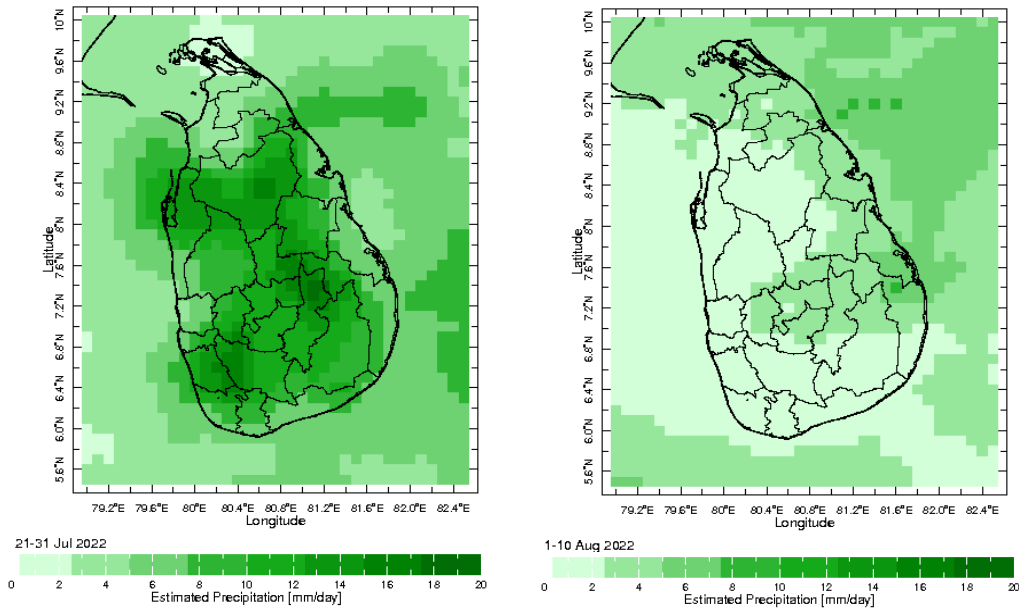 10°N
9.6°N
9.2°N
8.8°N
8.4°N
8°N
7.6°N
7.2°N
6.8°N
6.4°N
6.0°N
5.6°N
Latitude
79.2°E 79.6°E 80°E 80.4°E 80.8°E 81.2°E 81.6°E 82.0°E 82.4°E
Longitude
21-31 Jul 2022
0 2 4 6 8 10 12 14 16 18 20
Estimated Precipitation [mm/day]
10°N
9.6°N
9.2°N
8.8°N
8.4°N
8°N
7.6°N
7.2°N
6.8°N
6.4°N
6.0°N
5.6°N
Latitude
79.2°E 79.6°E 80°E 80.4°E 80.8°E 81.2°E 81.6°E 82.0°E 82.4°E
Longitude
1-10 Aug 2022
0 2 4 6 8 10 12 14 16 18 20
Estimated Precipitation [mm/day]